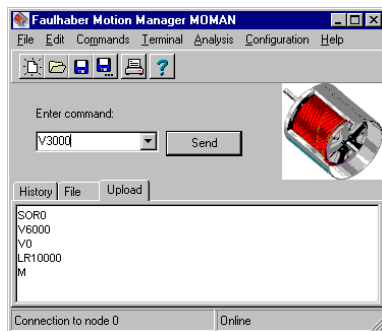 Faulhaber Motion Manager MOMAN
File Edit Commands Terminal Analysis Configuration Help
Enter command:
V3000
Send
History File Upload
SOR0
V6000
V0
LR10000
M
Connection to node 0 Online